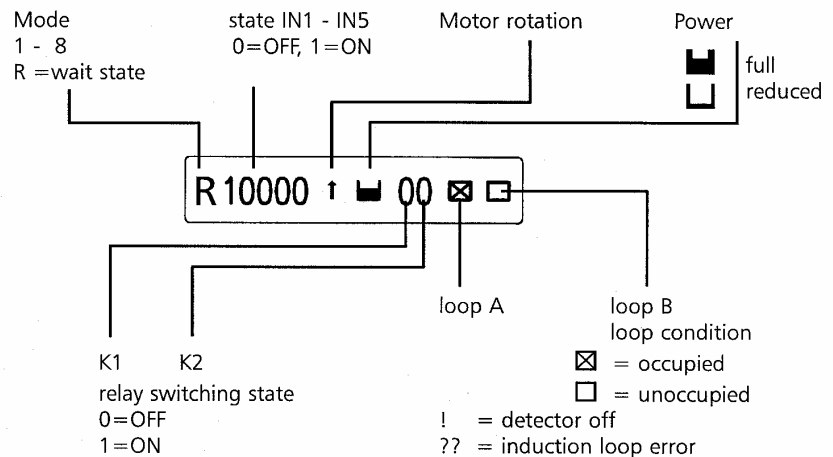 Mode
1 - 8
R =wait state
state IN1 - IN5
0=OFF, 1=ON
Motor rotation
Power
full
reduced
R 10000 ↑ 00
loop A
loop B
loop condition
= occupied
= unoccupied
! = detector off
?? = induction loop error
K1 K2
relay switching state
0=OFF
1=ON